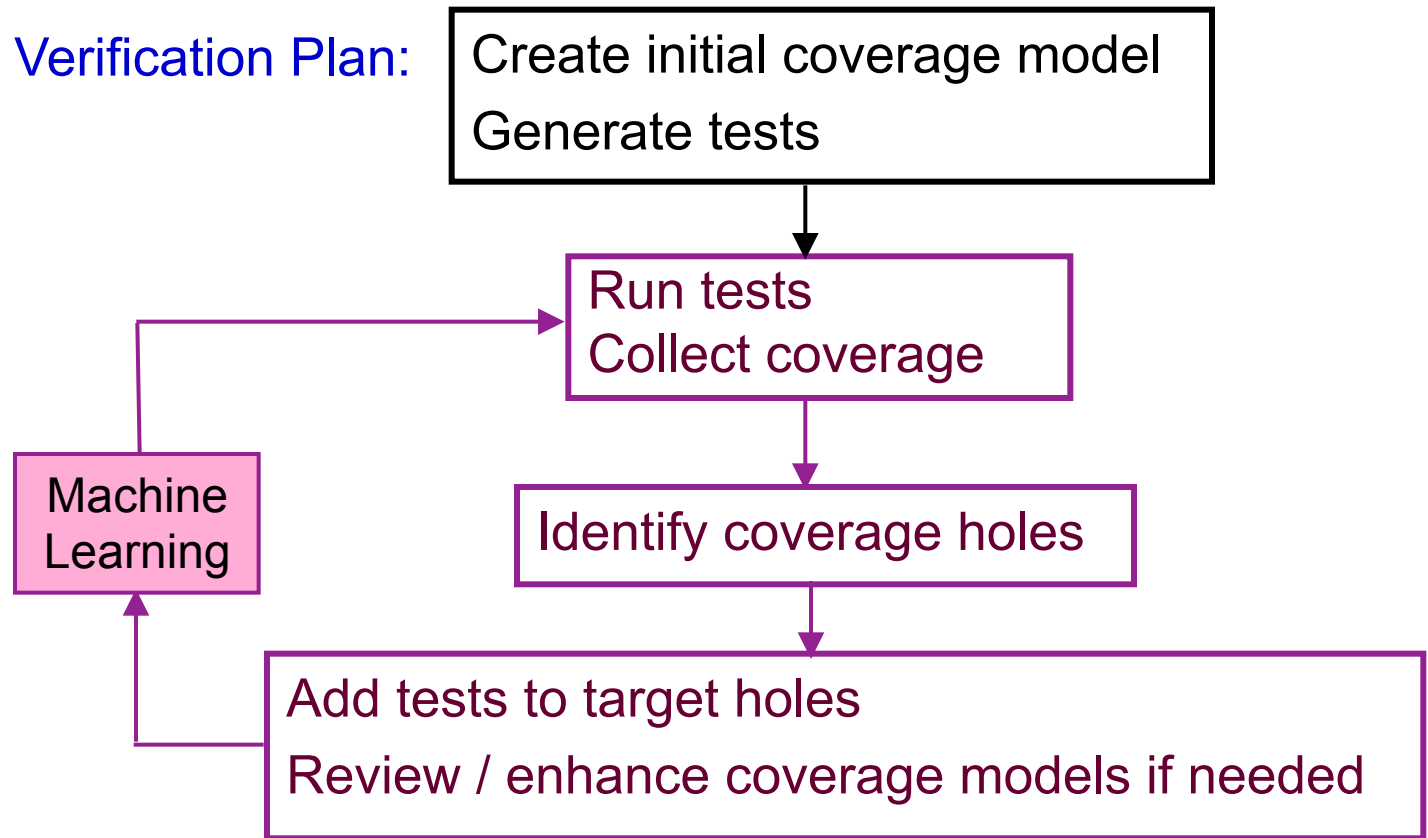 Verification Plan:
Create initial coverage model
Generate tests
Run tests
Collect coverage
Machine
Learning
Identify coverage holes
Add tests to target holes
Review / enhance coverage models if needed